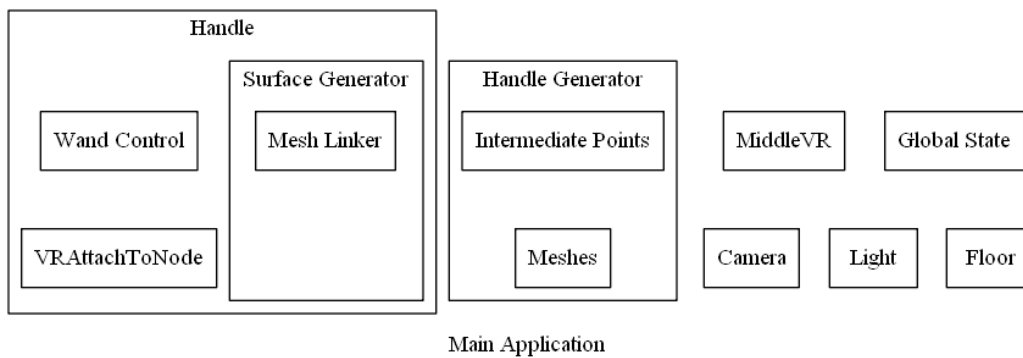 Handle
Surface Generator
Handle Generator
Wand Control
Mesh Linker
Intermediate Points
MiddleVR
Global State
VRAttachToNode
Meshes
Camera
Light
Floor
Main Application